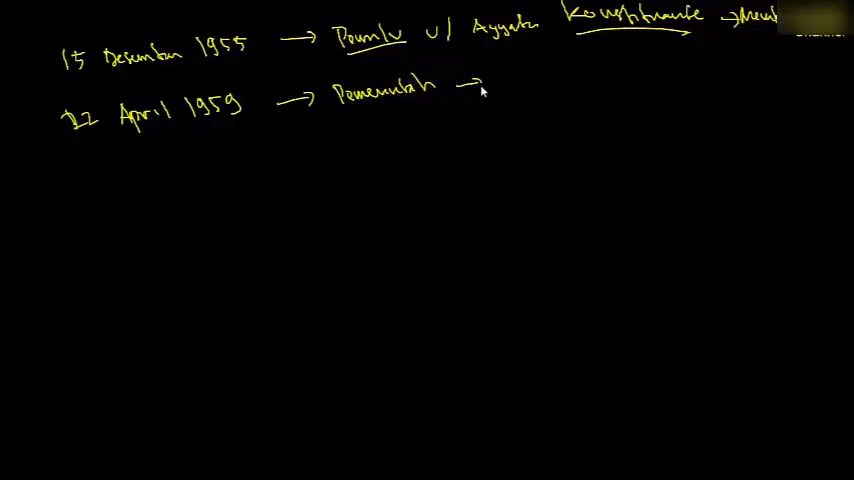 15 Desember 1955 → Pemilu u/ Anggota Konstituante →
22 April 1959 → Pemerintah →